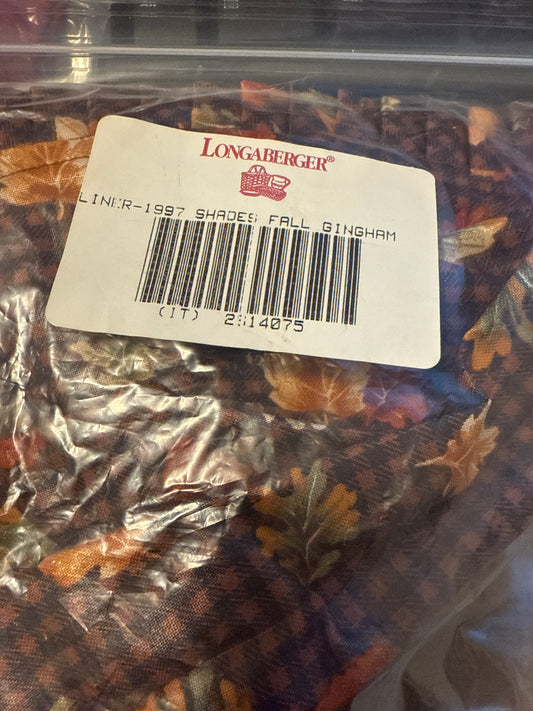 LONGABERGER®
LINER-1997 SHADES FALL GINGHAM
(IT) 2314075